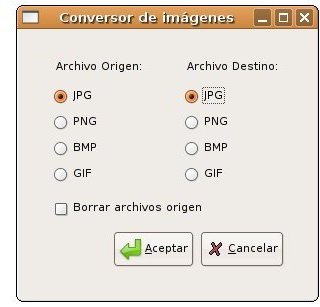 Conversor de imágenes
Archivo Origen: Archivo Destino:
JPG JPG
PNG PNG
BMP BMP
GIF GIF
Borrar archivos origen
Aceptar Cancelar